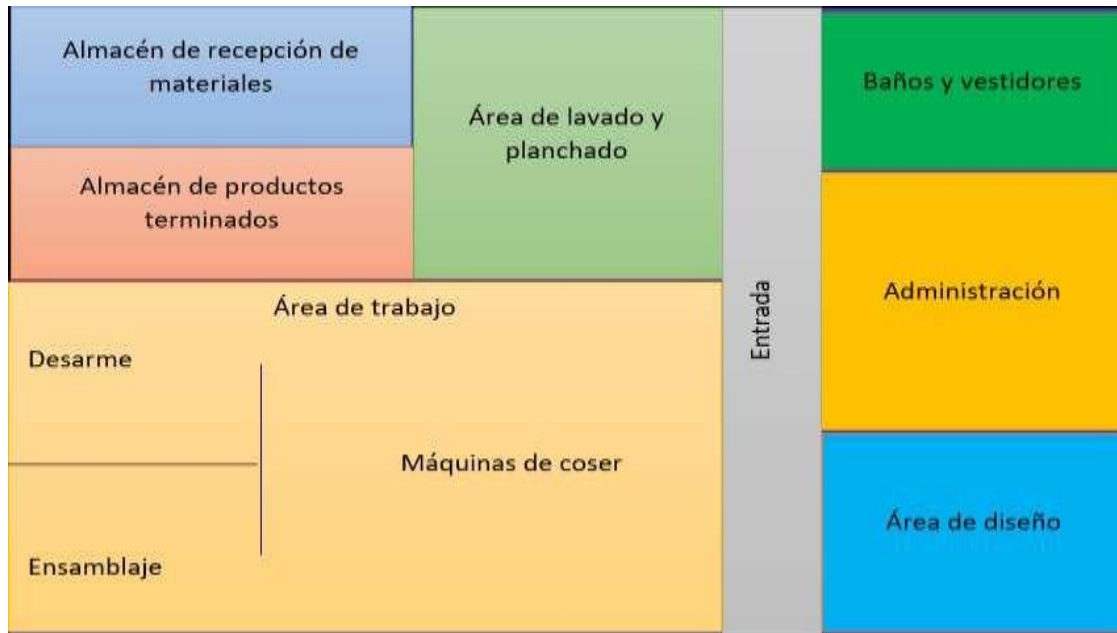 Almacén de recepción de
materiales
Almacén de productos
terminados
Área de lavado y
planchado
Área de trabajo
Desarme
Máquinas de coser
Ensamblaje
Entrada
Baños y vestidores
Administración
Área de diseño